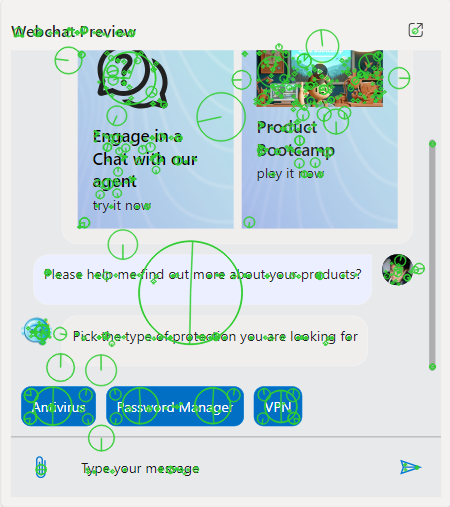 Webchat Preview
Engage in a
Chat with our
agent
try it now
Product
Bootcamp
play it now
Please help me find out more about your products?
Pick the type of protection you are looking for
Antivirus
Password Manager
VPN
Type your message